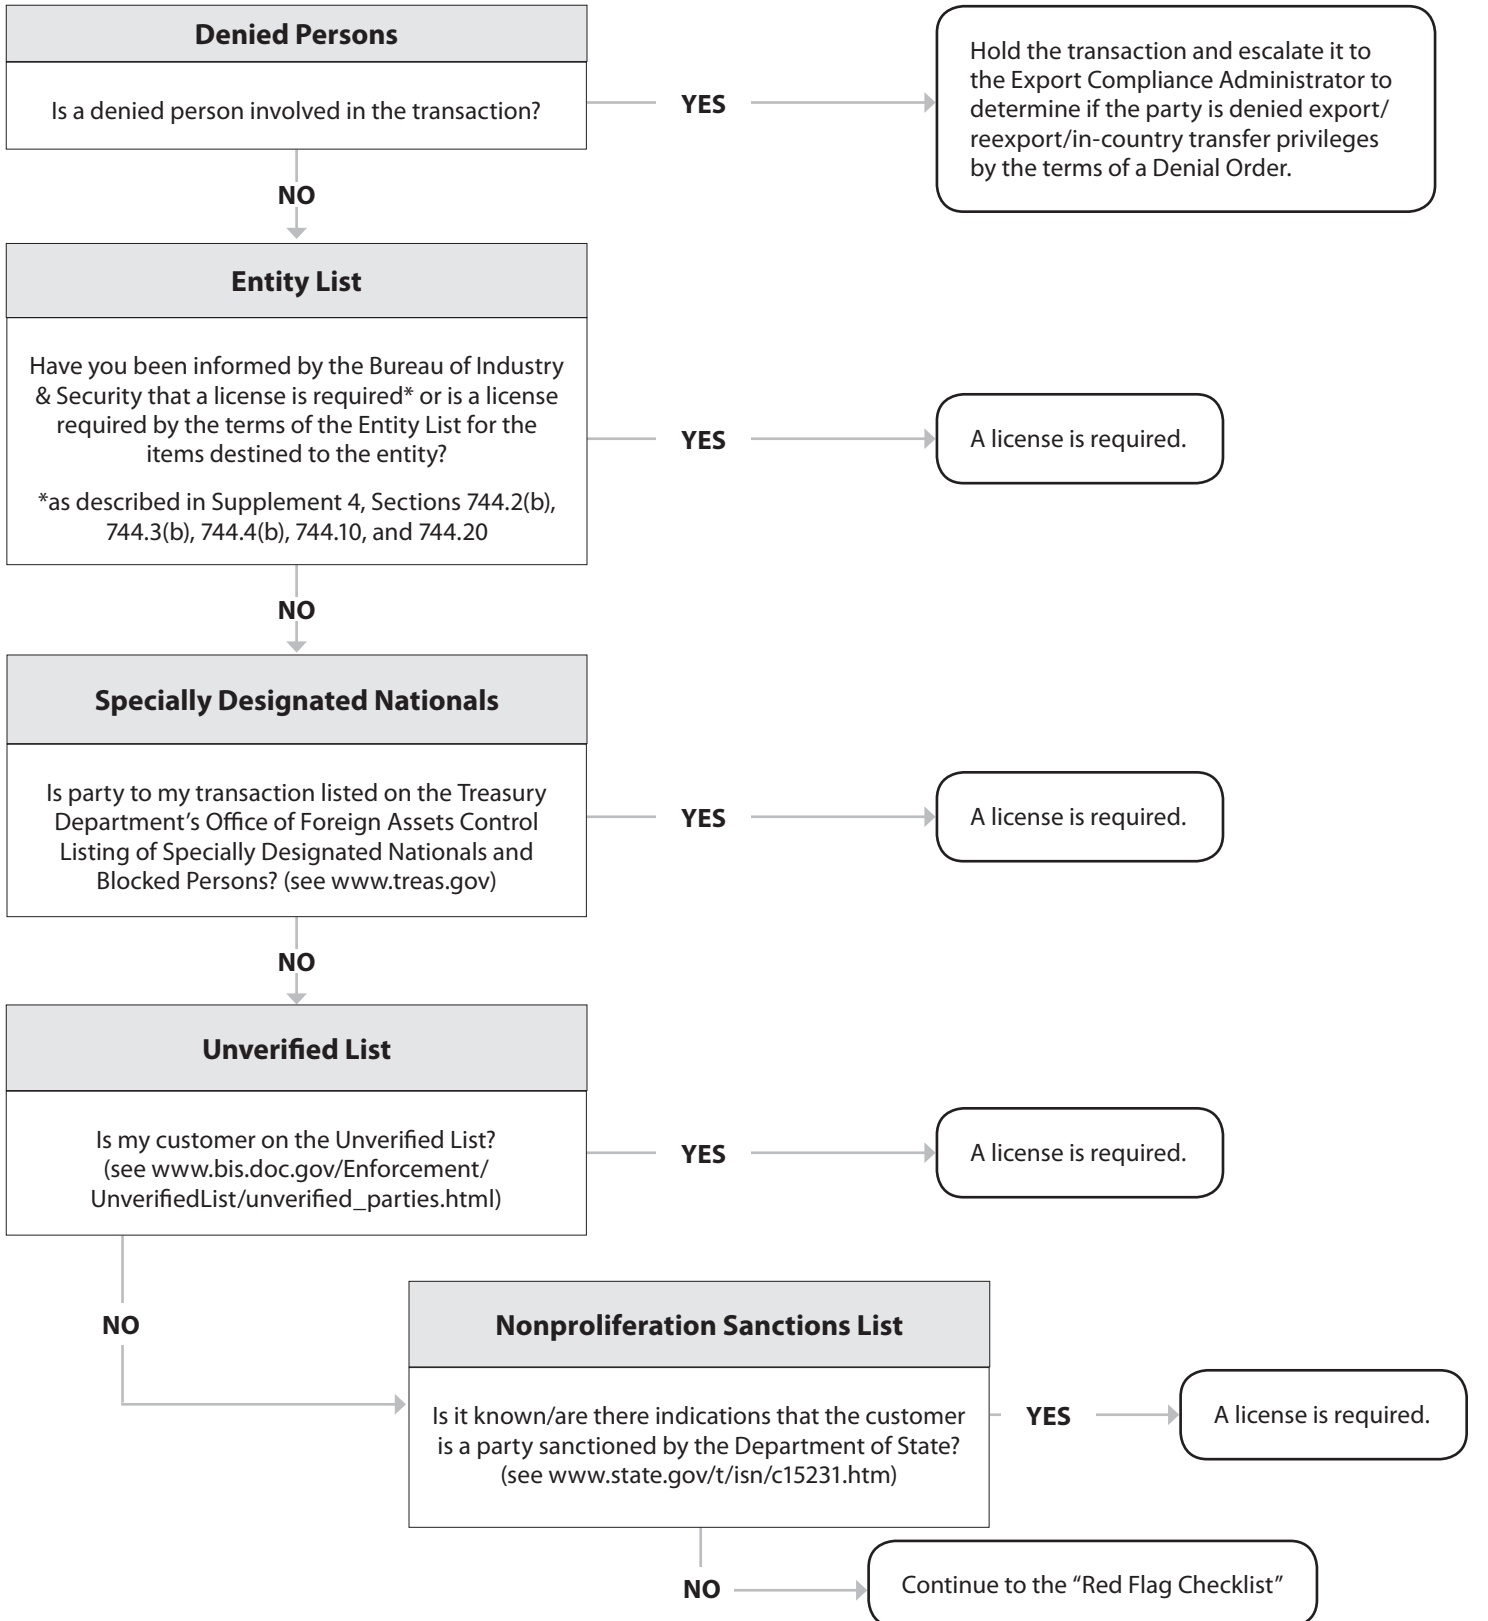 Denied Persons
Is a denied person involved in the transaction?
YES
Hold the transaction and escalate it to
the Export Compliance Administrator to
determine if the party is denied export/
reexport/in-country transfer privileges
by the terms of a Denial Order.
NO
Entity List
Have you been informed by the Bureau of Industry
& Security that a license is required* or is a license
required by the terms of the Entity List for the
items destined to the entity?
*as described in Supplement 4, Sections 744.2(b),
744.3(b), 744.4(b), 744.10, and 744.20
YES
A license is required.
NO
Specially Designated Nationals
Is party to my transaction listed on the Treasury
Department’s Office of Foreign Assets Control
Listing of Specially Designated Nationals and
Blocked Persons? (see www.treas.gov)
YES
A license is required.
NO
Unverified List
Is my customer on the Unverified List?
(see www.bis.doc.gov/Enforcement/
UnverifiedList/unverified_parties.html)
YES
A license is required.
NO
Nonproliferation Sanctions List
Is it known/are there indications that the customer
is a party sanctioned by the Department of State?
(see www.state.gov/t/isn/c15231.htm)
YES
A license is required.
NO
Continue to the “Red Flag Checklist”